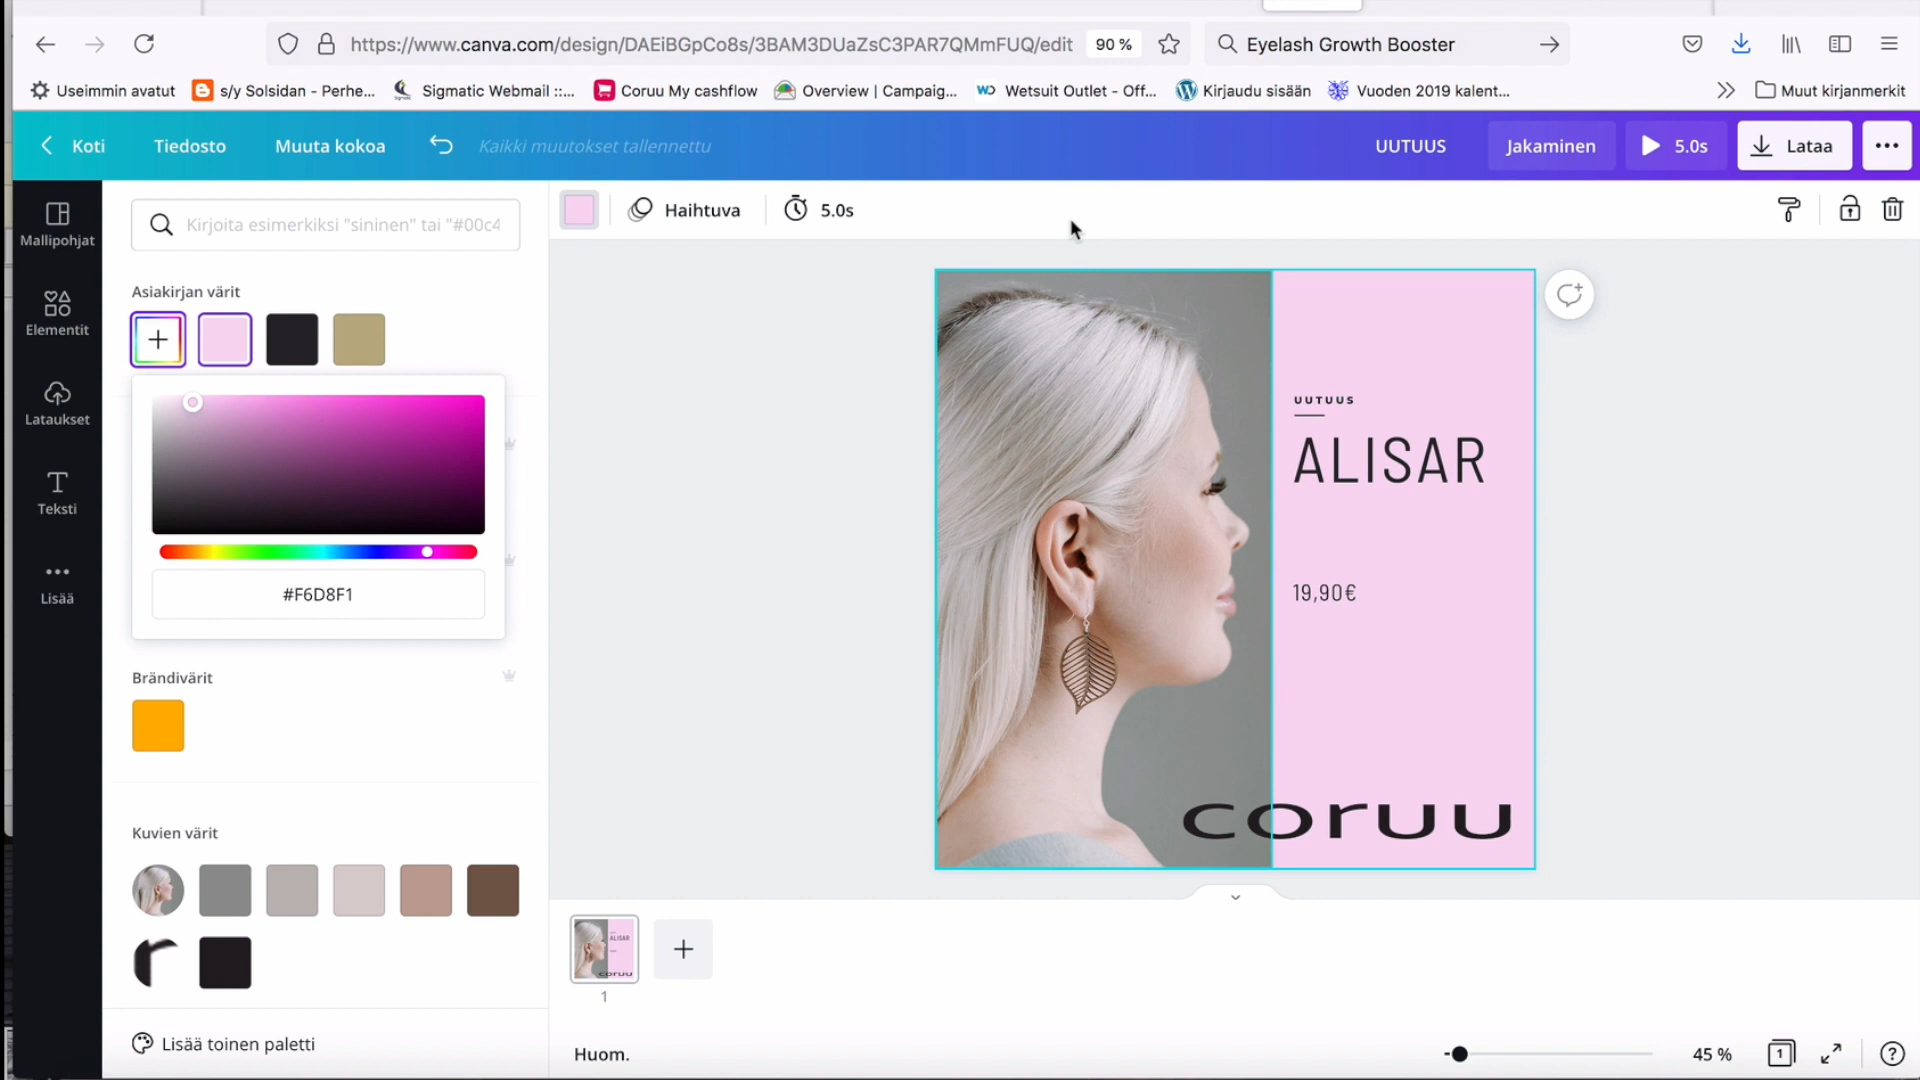 https://www.canva.com/design/DAEiBGpCo8s/3BAM3DUaZsC3PAR7QMmFUQ/edit
90 %
Eyelash Growth Booster
Useimmin avatut
s/y Solsidan - Perhe...
Sigmatic Webmail ::...
Coruu My cashflow
Overview | Campaig...
Wetsuit Outlet - Off...
Kirjaudu sisään
Vuoden 2019 kalent...
Muut kirjanmerkit
Koti
Tiedosto
Muuta kokoa
Kaikki muutokset tallennettu
UUTUUS
Jakaminen
5.0s
Lataa
Mallipohjat
Elementit
Lataukset
Teksti
Lisää
Kirjoita esimerkiksi "sininen" tai "#00c4
Asiakirjan värit
#F6D8F1
Brändivärit
Kuvien värit
Lisää toinen paletti
Haihtuva
5.0s
UUTUUS
ALISAR
19,90€
coruu
ALISAR
coruu
1
Huom.
45 %
1